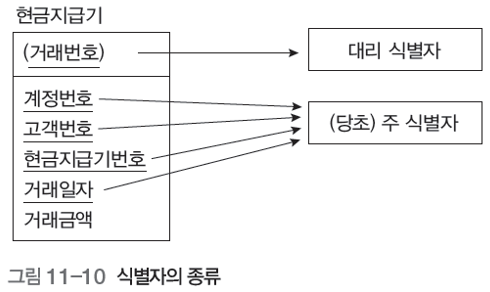 현금지급기
(거래번호)
대리 식별자
계정번호
고객번호
현금지급기번호
거래일자
거래금액
(당초) 주 식별자
그림 11-10 식별자의 종류